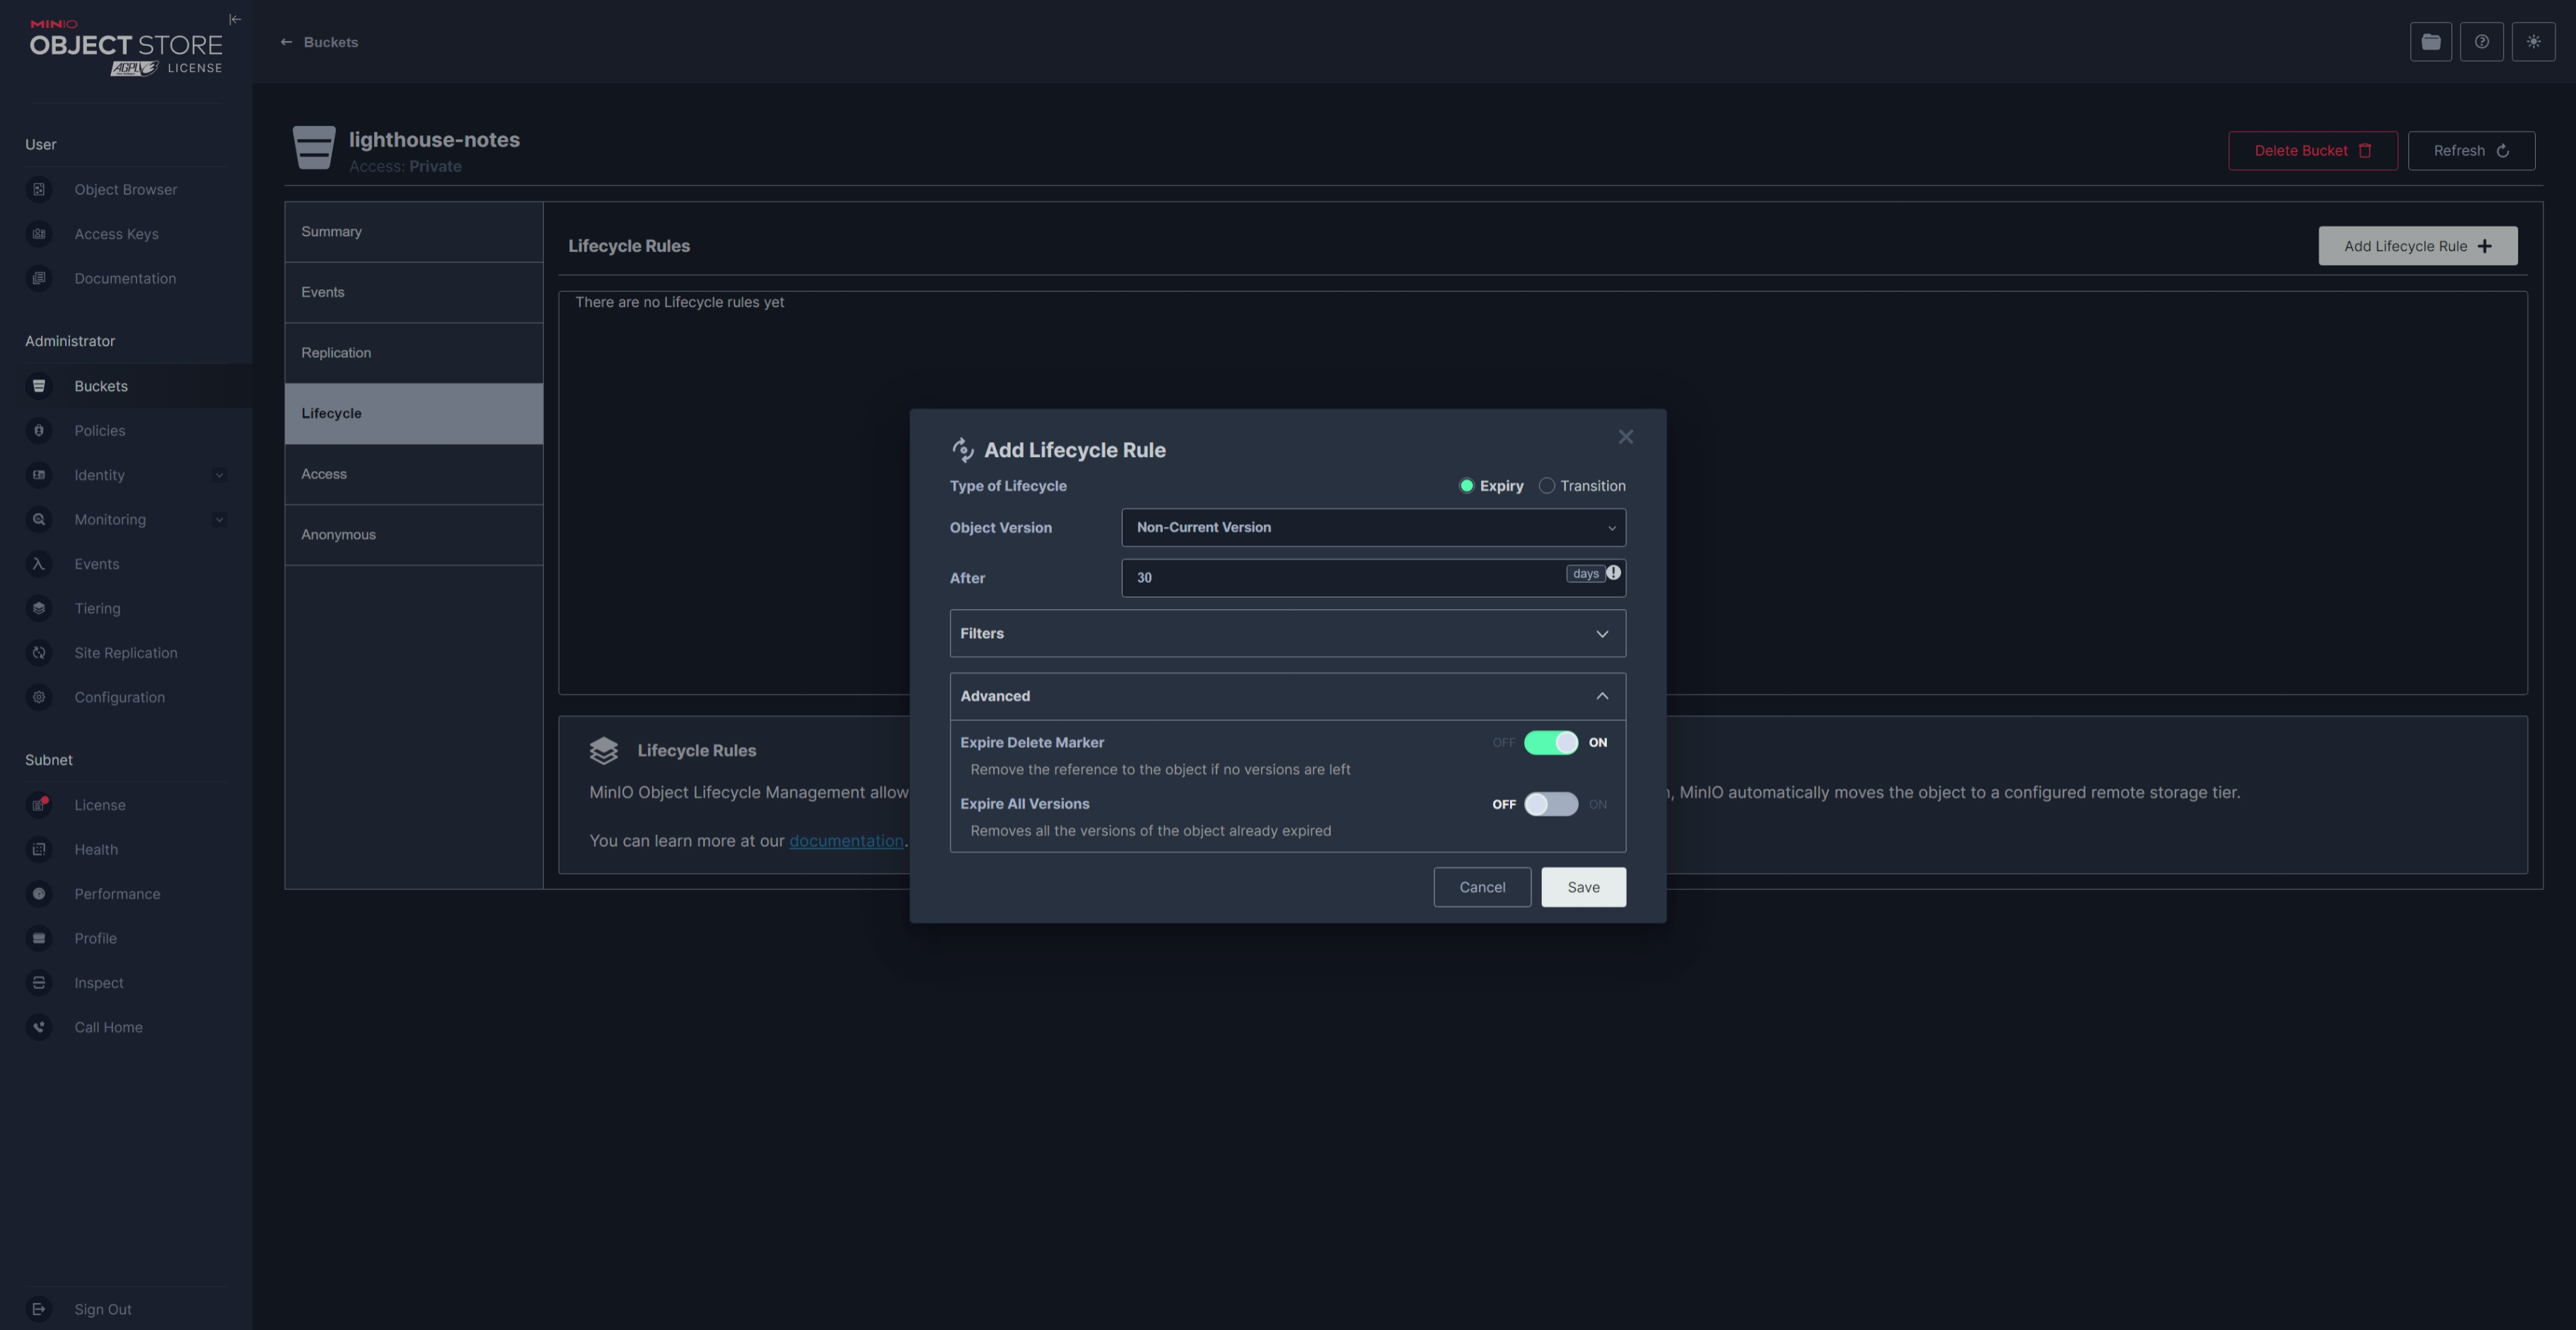 MINIO
OBJECT STORE
AGPLv3 LICENSE
User
Object Browser
Access Keys
Documentation
Administrator
Buckets
Policies
Identity
Monitoring
Events
Tiering
Site Replication
Configuration
Subnet
License
Health
Performance
Profile
Inspect
Call Home
Sign Out
Buckets
lighthouse-notes
Access: Private
Delete Bucket
Refresh
Summary
Events
Replication
Lifecycle
Access
Anonymous
Lifecycle Rules
Add Lifecycle Rule
There are no Lifecycle rules yet
Lifecycle Rules
MinIO Object Lifecycle Management allow
, MinIO automatically moves the object to a configured remote storage tier.
You can learn more at our documentation.
Add Lifecycle Rule
Type of Lifecycle
Expiry Transition
Object Version
Non-Current Version
After
30
days
Filters
Advanced
Expire Delete Marker
OFF ON
Remove the reference to the object if no versions are left
Expire All Versions
OFF ON
Removes all the versions of the object already expired
Cancel
Save